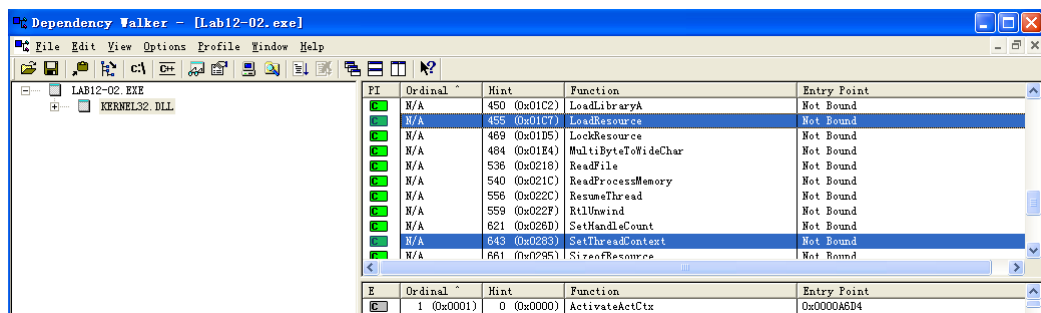 Dependency Walker - [Lab12-02.exe]
File Edit View Options Profile Window Help
c:\ C++
LAB12-02.EXE
KERNEL32.DLL
PI Ordinal ^ Hint Function Entry Point
C N/A 450 (0x01C2) LoadLibraryA Not Bound
C N/A 455 (0x01C7) LoadResource Not Bound
C N/A 469 (0x01D5) LockResource Not Bound
C N/A 484 (0x01E4) MultiByteToWideChar Not Bound
C N/A 536 (0x0218) ReadFile Not Bound
C N/A 540 (0x021C) ReadProcessMemory Not Bound
C N/A 556 (0x022C) ResumeThread Not Bound
C N/A 559 (0x022F) RtlUnwind Not Bound
C N/A 621 (0x026D) SetHandleCount Not Bound
C N/A 643 (0x0283) SetThreadContext Not Bound
C N/A 661 (0x0295) SizeofResource Not Bound
E Ordinal ^ Hint Function Entry Point
C 1 (0x0001) 0 (0x0000) ActivateActCtx 0x0000A6D4